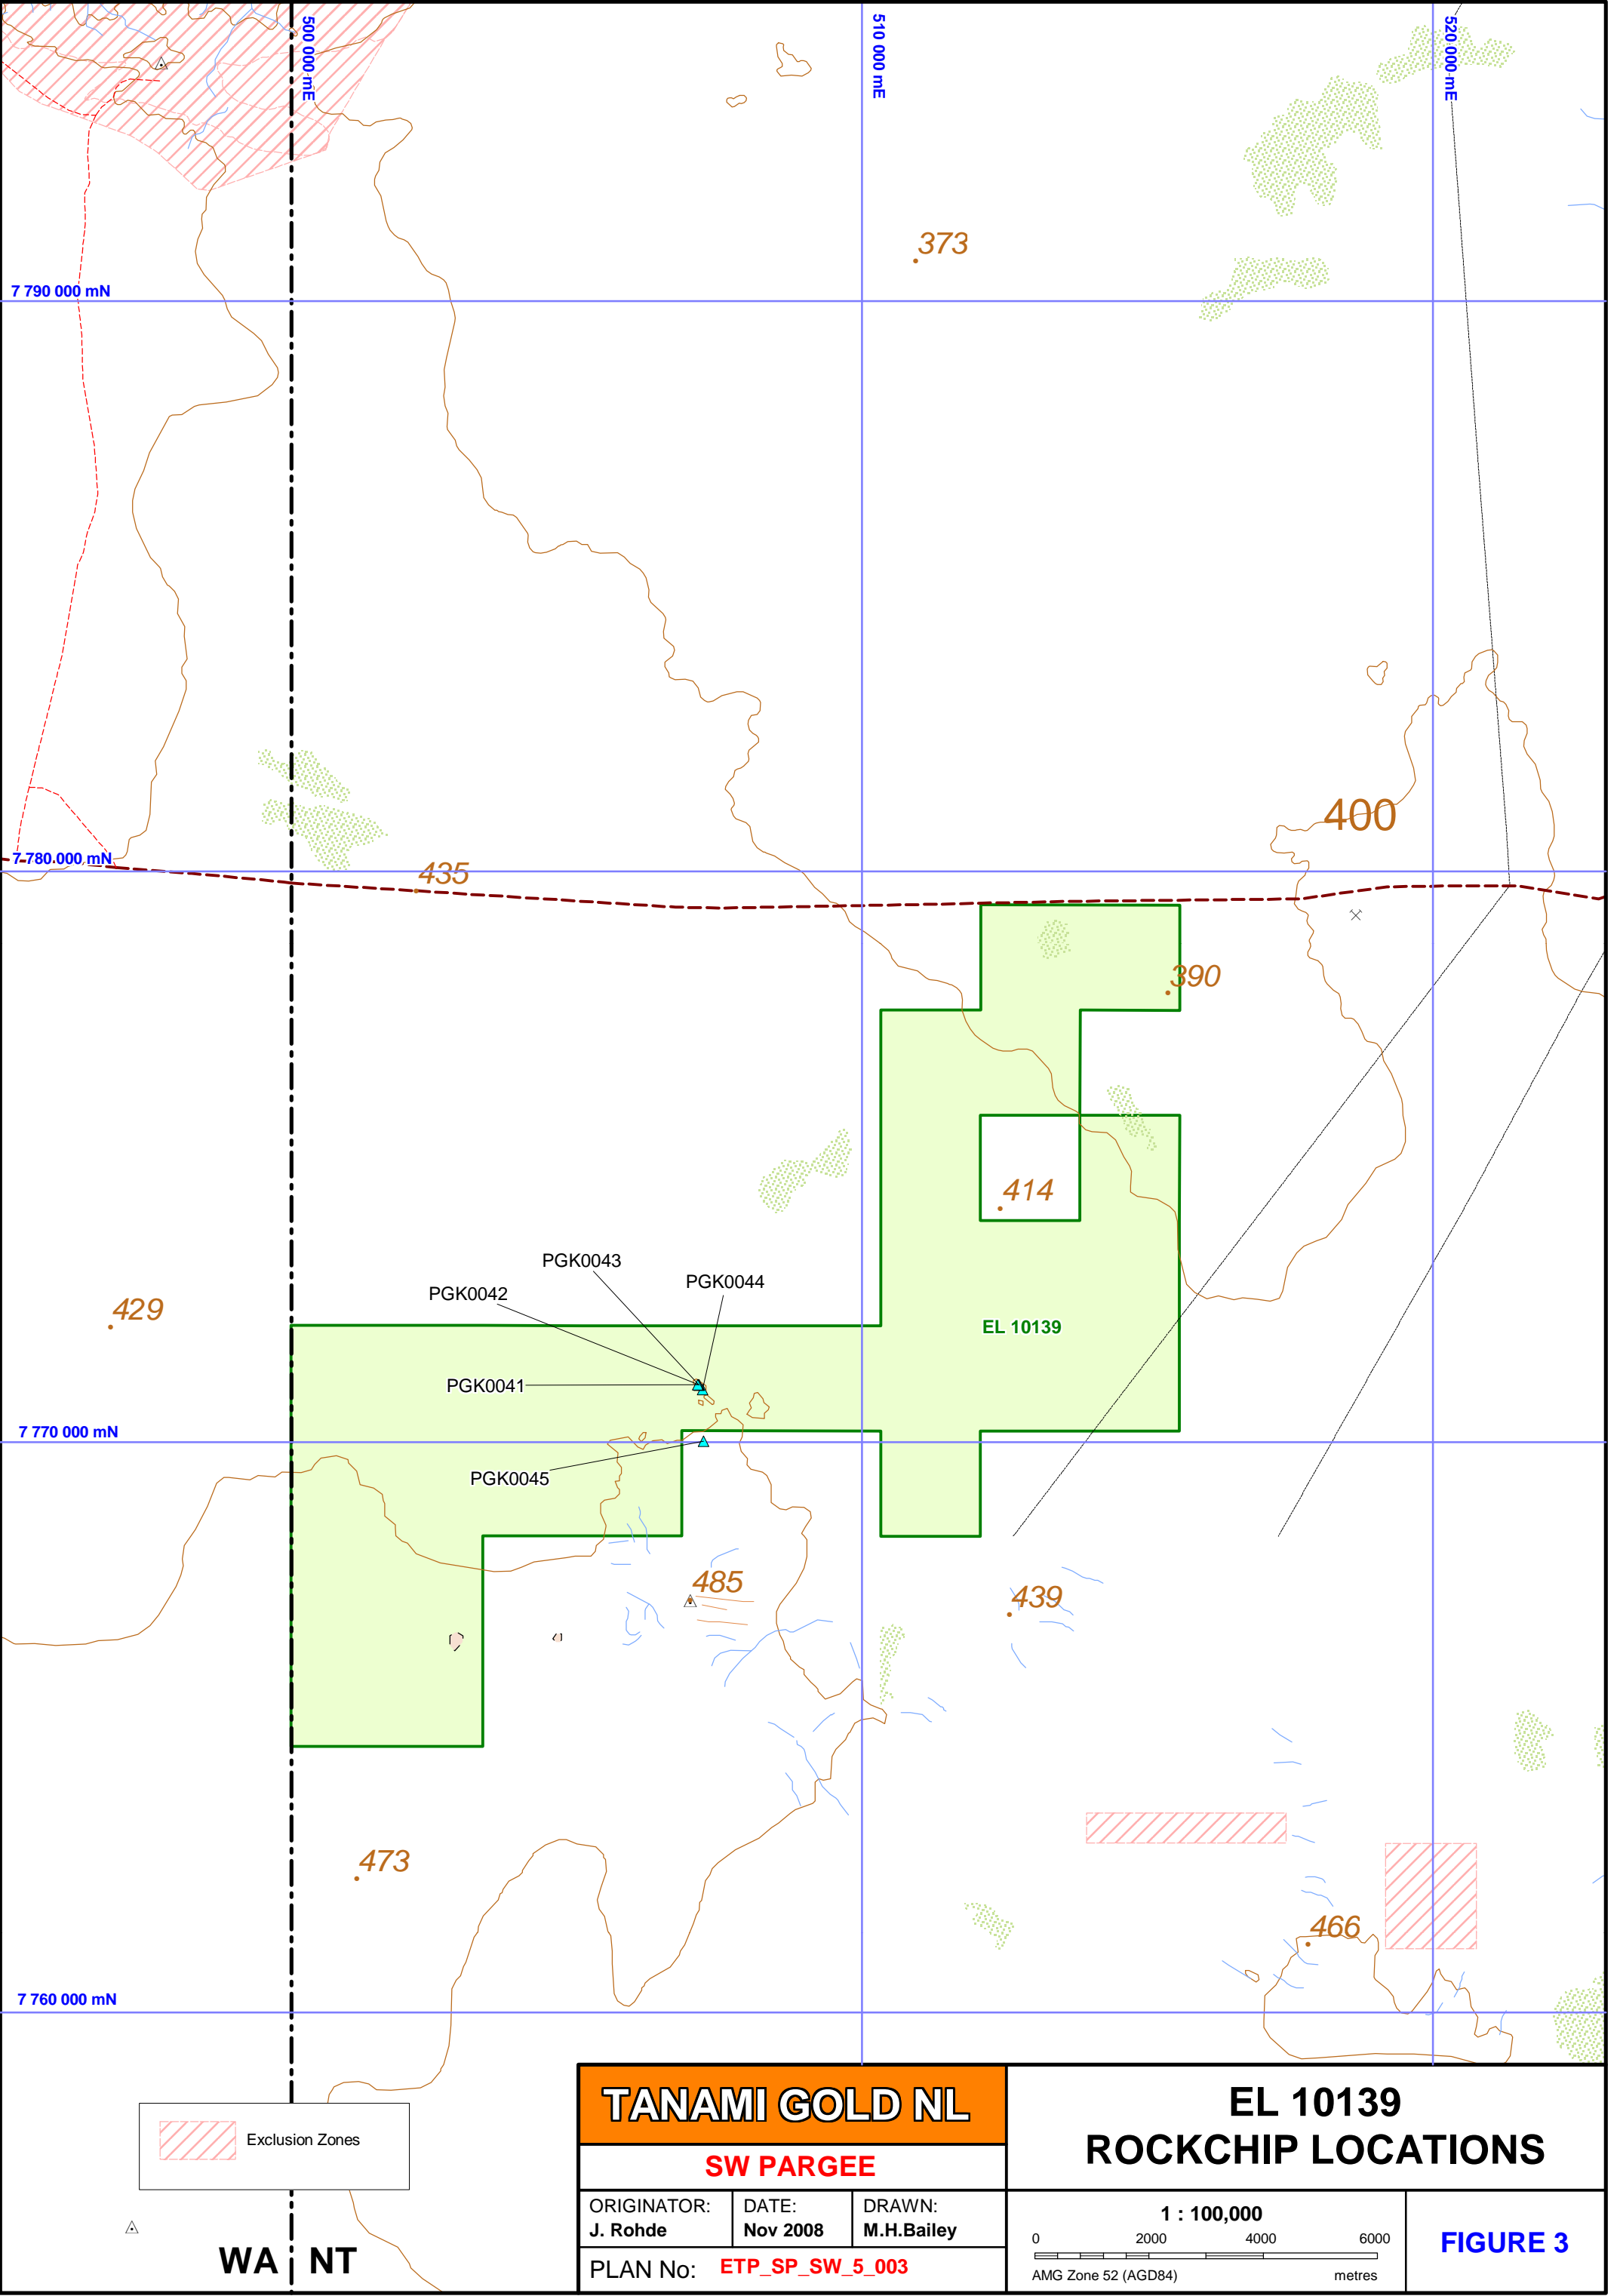 500 000 mE
510 000 mE
520 000 mE
373
7 790 000 mN
400
7 780 000 mN
435
390
414
PGK0043
PGK0044
PGK0042
429
EL 10139
PGK0041
7 770 000 mN
PGK0045
485
439
473
466
7 760 000 mN
Exclusion Zones
WA NT
TANAMI GOLD NL
SW PARGEE
ORIGINATOR:
J. Rohde
DATE:
Nov 2008
DRAWN:
M.H.Bailey
PLAN No: ETP_SP_SW_5_003
EL 10139
ROCKCHIP LOCATIONS
1 : 100,000
0 2000 4000 6000
AMG Zone 52 (AGD84) metres
FIGURE 3